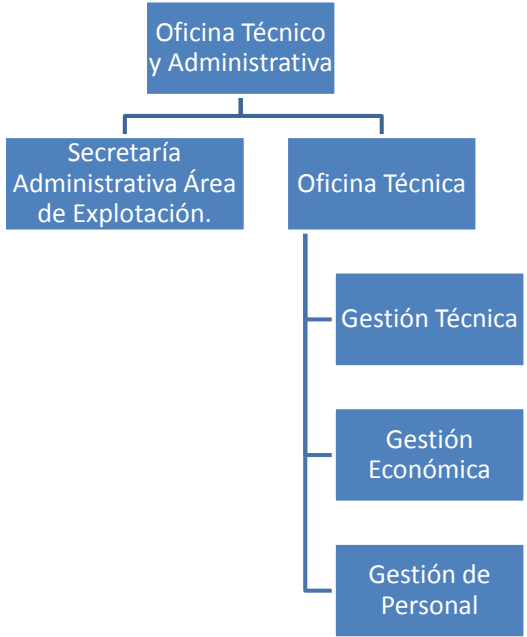 Oficina Técnico
y Administrativa
Secretaría
Administrativa Área
de Explotación.
Oficina Técnica
Gestión Técnica
Gestión
Económica
Gestión de
Personal